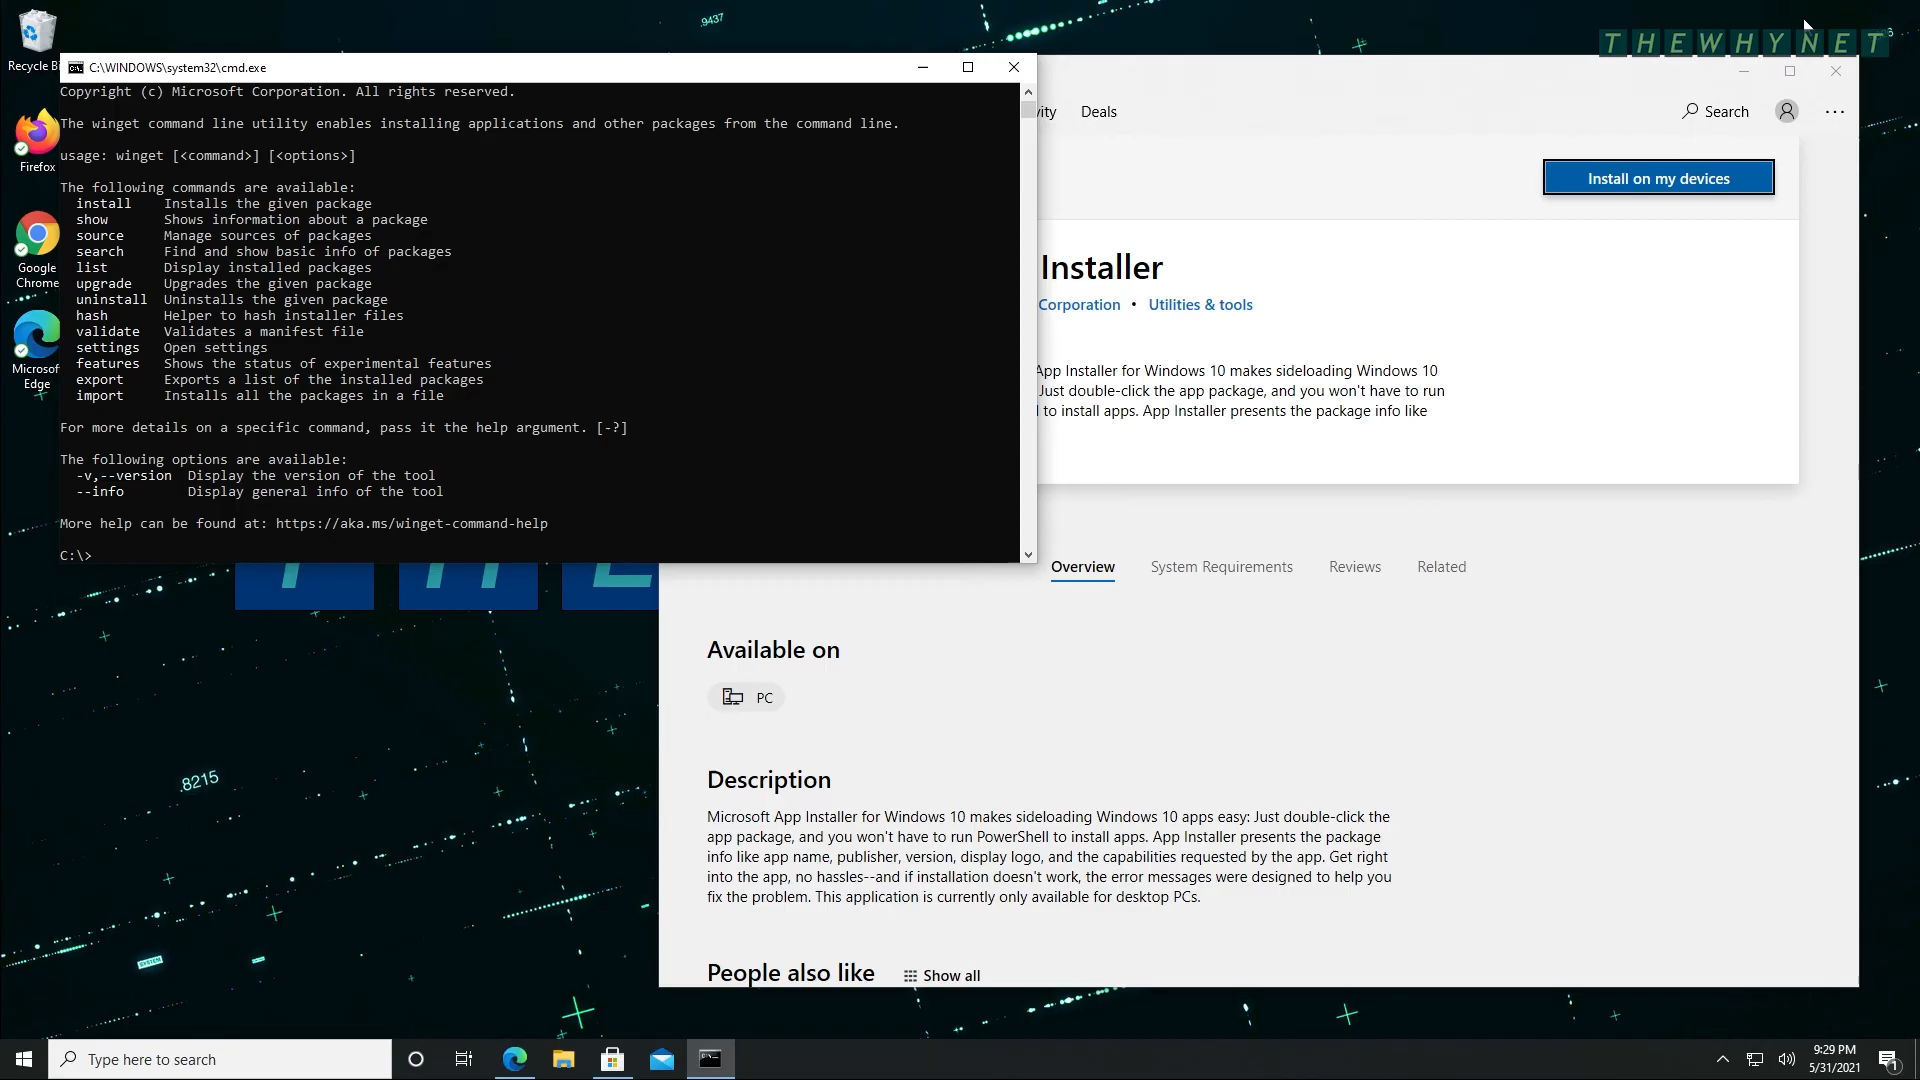 .9437
THEWHYNET
Recycle Bi
C:\WINDOWS\system32\cmd.exe
Copyright (c) Microsoft Corporation. All rights reserved.
The winget command line utility enables installing applications and other packages from the command line.
usage: winget [<command>] [<options>]
The following commands are available:
install Installs the given package
show Shows information about a package
source Manage sources of packages
search Find and show basic info of packages
list Display installed packages
upgrade Upgrades the given package
uninstall Uninstalls the given package
hash Helper to hash installer files
validate Validates a manifest file
settings Open settings
features Shows the status of experimental features
export Exports a list of the installed packages
import Installs all the packages in a file
For more details on a specific command, pass it the help argument. [-?]
The following options are available:
-v,--version Display the version of the tool
--info Display general info of the tool
More help can be found at: https://aka.ms/winget-command-help
C:\>
Firefox
Google
Chrome
Microsof
Edge
vity Deals
Search
Install on my devices
Installer
Corporation • Utilities & tools
App Installer for Windows 10 makes sideloading Windows 10
Just double-click the app package, and you won't have to run
l to install apps. App Installer presents the package info like
Overview System Requirements Reviews Related
Available on
PC
Description
Microsoft App Installer for Windows 10 makes sideloading Windows 10 apps easy: Just double-click the
app package, and you won't have to run PowerShell to install apps. App Installer presents the package
info like app name, publisher, version, display logo, and the capabilities requested by the app. Get right
into the app, no hassles--and if installation doesn't work, the error messages were designed to help you
fix the problem. This application is currently only available for desktop PCs.
People also like Show all
.8215
SYSTEM
Type here to search
9:29 PM
5/31/2021
1